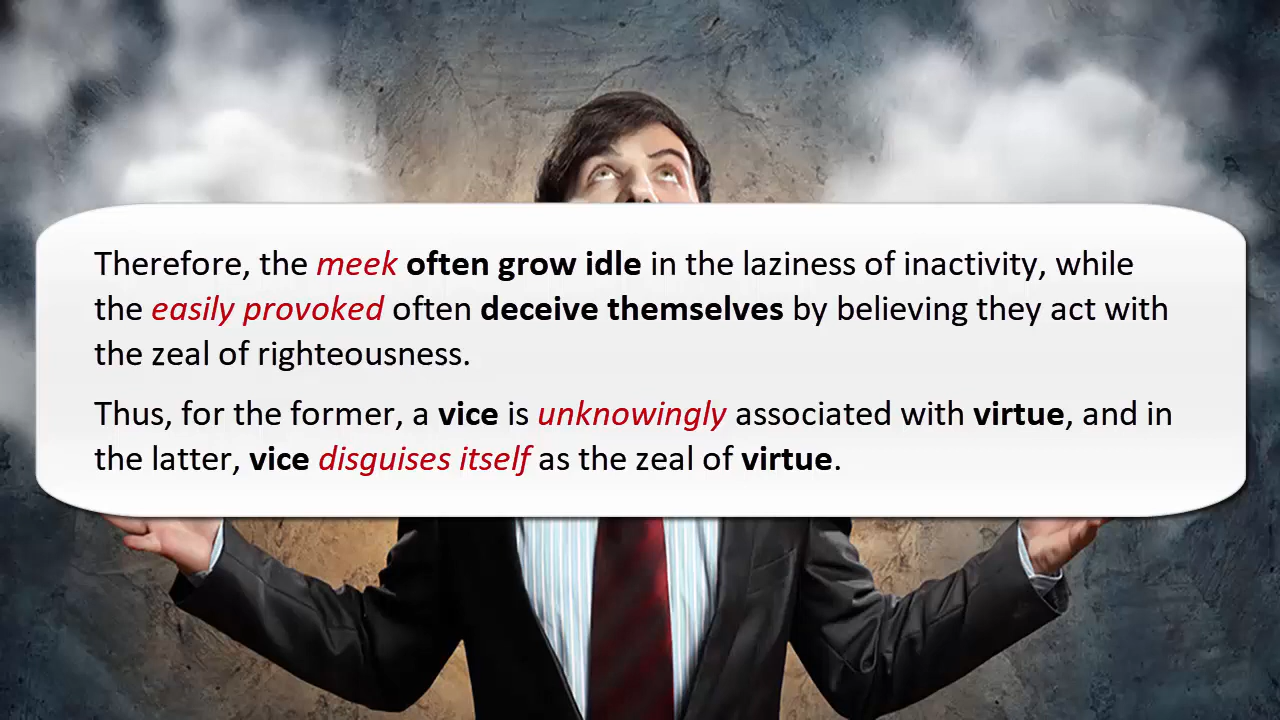 Therefore, the meek often grow idle in the laziness of inactivity, while
the easily provoked often deceive themselves by believing they act with
the zeal of righteousness.
Thus, for the former, a vice is unknowingly associated with virtue, and in
the latter, vice disguises itself as the zeal of virtue.